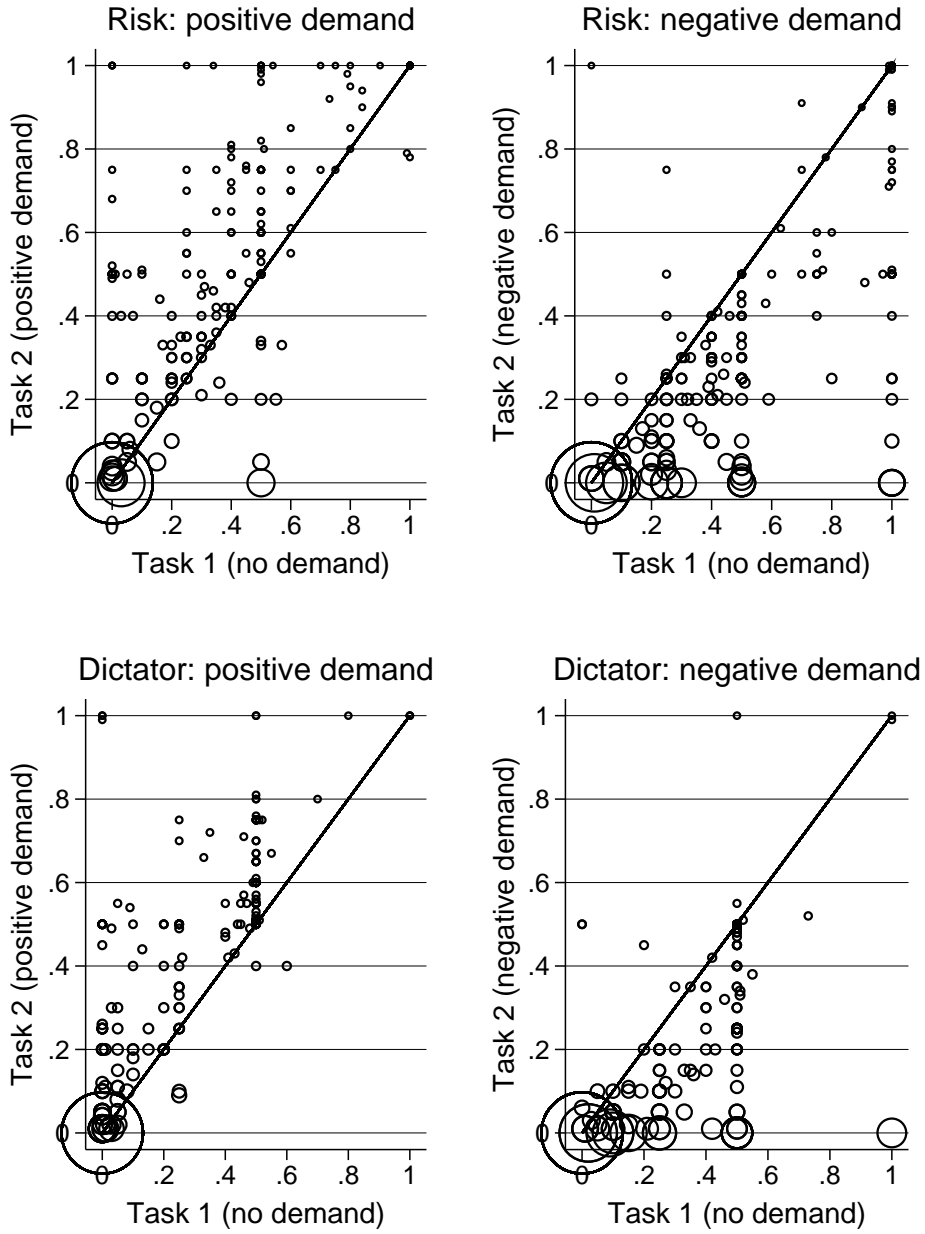 Risk: positive demand
Task 2 (positive demand)
1
.8
.6
.4
.2
0
0 .2 .4 .6 .8 1
Task 1 (no demand)
Risk: negative demand
Task 2 (negative demand)
1
.8
.6
.4
.2
0
0 .2 .4 .6 .8 1
Task 1 (no demand)
Dictator: positive demand
Task 2 (positive demand)
1
.8
.6
.4
.2
0
0 .2 .4 .6 .8 1
Task 1 (no demand)
Dictator: negative demand
Task 2 (negative demand)
1
.8
.6
.4
.2
0
0 .2 .4 .6 .8 1
Task 1 (no demand)